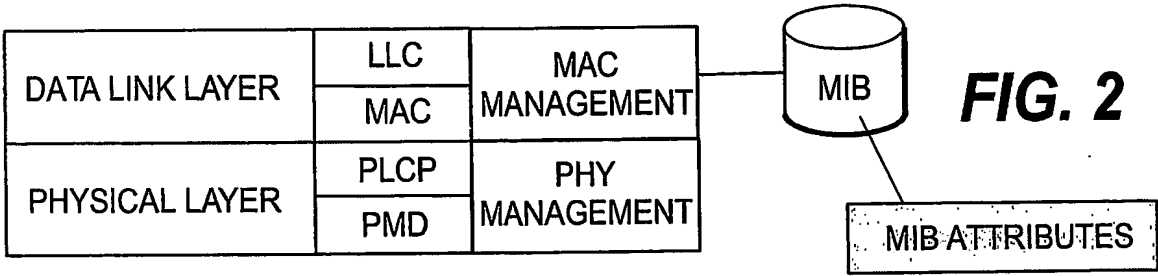 DATA LINK LAYER
LLC
MAC
MAC
MANAGEMENT
PHYSICAL LAYER
PLCP
PMD
PHY
MANAGEMENT
MIB
FIG. 2
MIB ATTRIBUTES